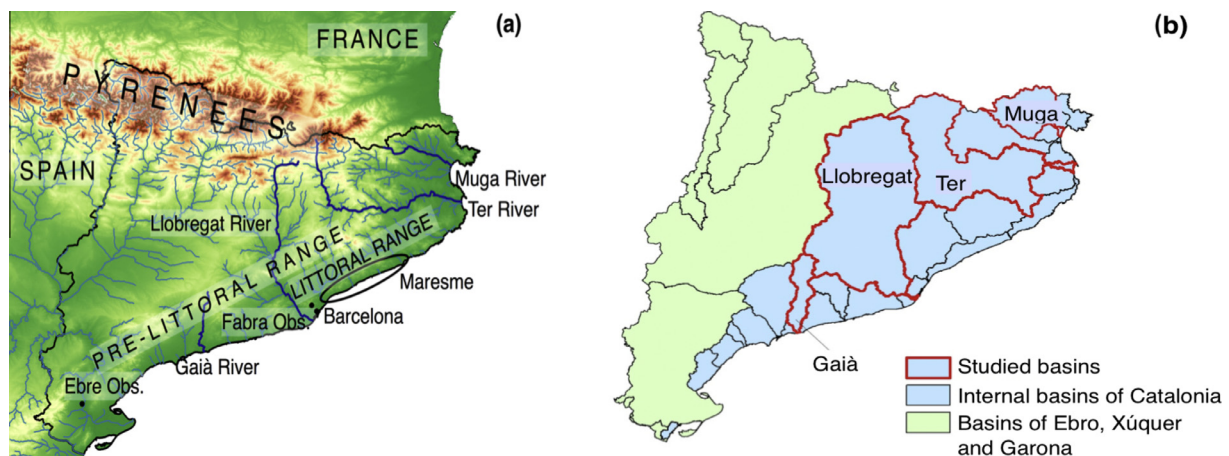 (a)
FRANCE
PYRENEES
SPAIN
Muga River
Ter River
Llobregat River
PRE-LITTORAL RANGE
LITTORAL RANGE
Maresme
Fabra Obs.
Barcelona
Gaià River
Ebre Obs.
(b)
Muga
Llobregat
Ter
Gaià
Studied basins
Internal basins of Catalonia
Basins of Ebro, Xúquer
and Garona